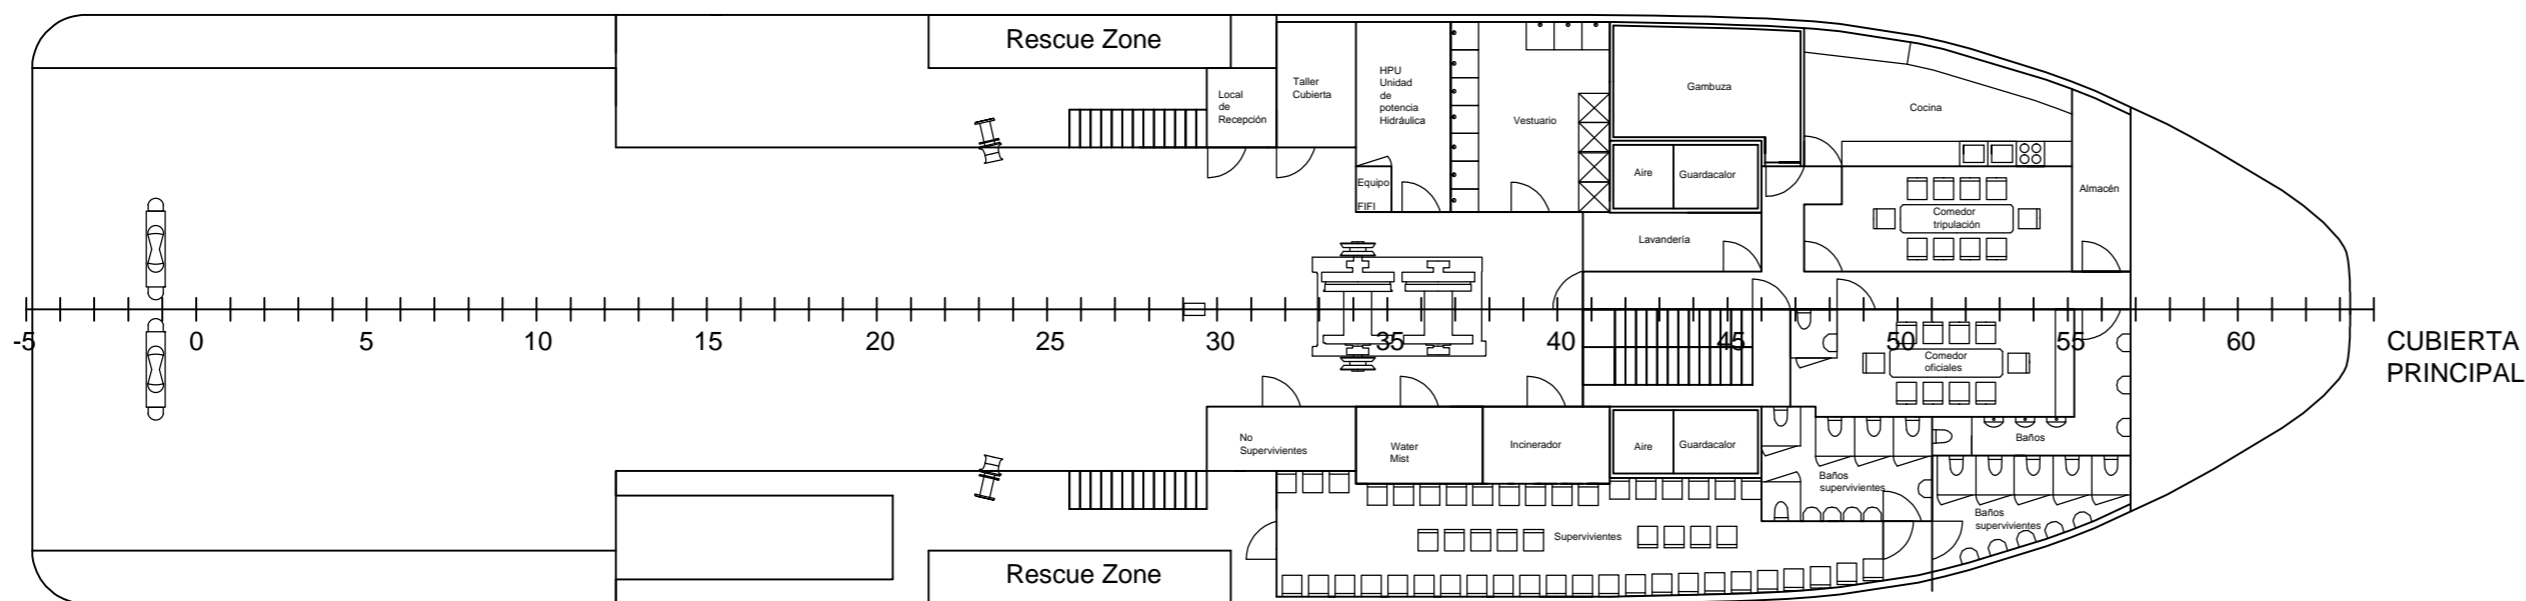 Rescue Zone
Local
de
Recepción
Taller
Cubierta
HPU
Unidad
de
potencia
Hidráulica
Equipo
FIFI
Vestuario
Gambuza
Aire
Guardacalor
Cocina
Almacén
Comedor
tripulación
Lavandería
-5
0
5
10
15
20
25
30
35
40
45
50
55
60
CUBIERTA
PRINCIPAL
Comedor
oficiales
No
Supervivientes
Water
Mist
Incinerador
Aire
Guardacalor
Baños
Baños
supervivientes
Baños
supervivientes
Supervivientes
Rescue Zone